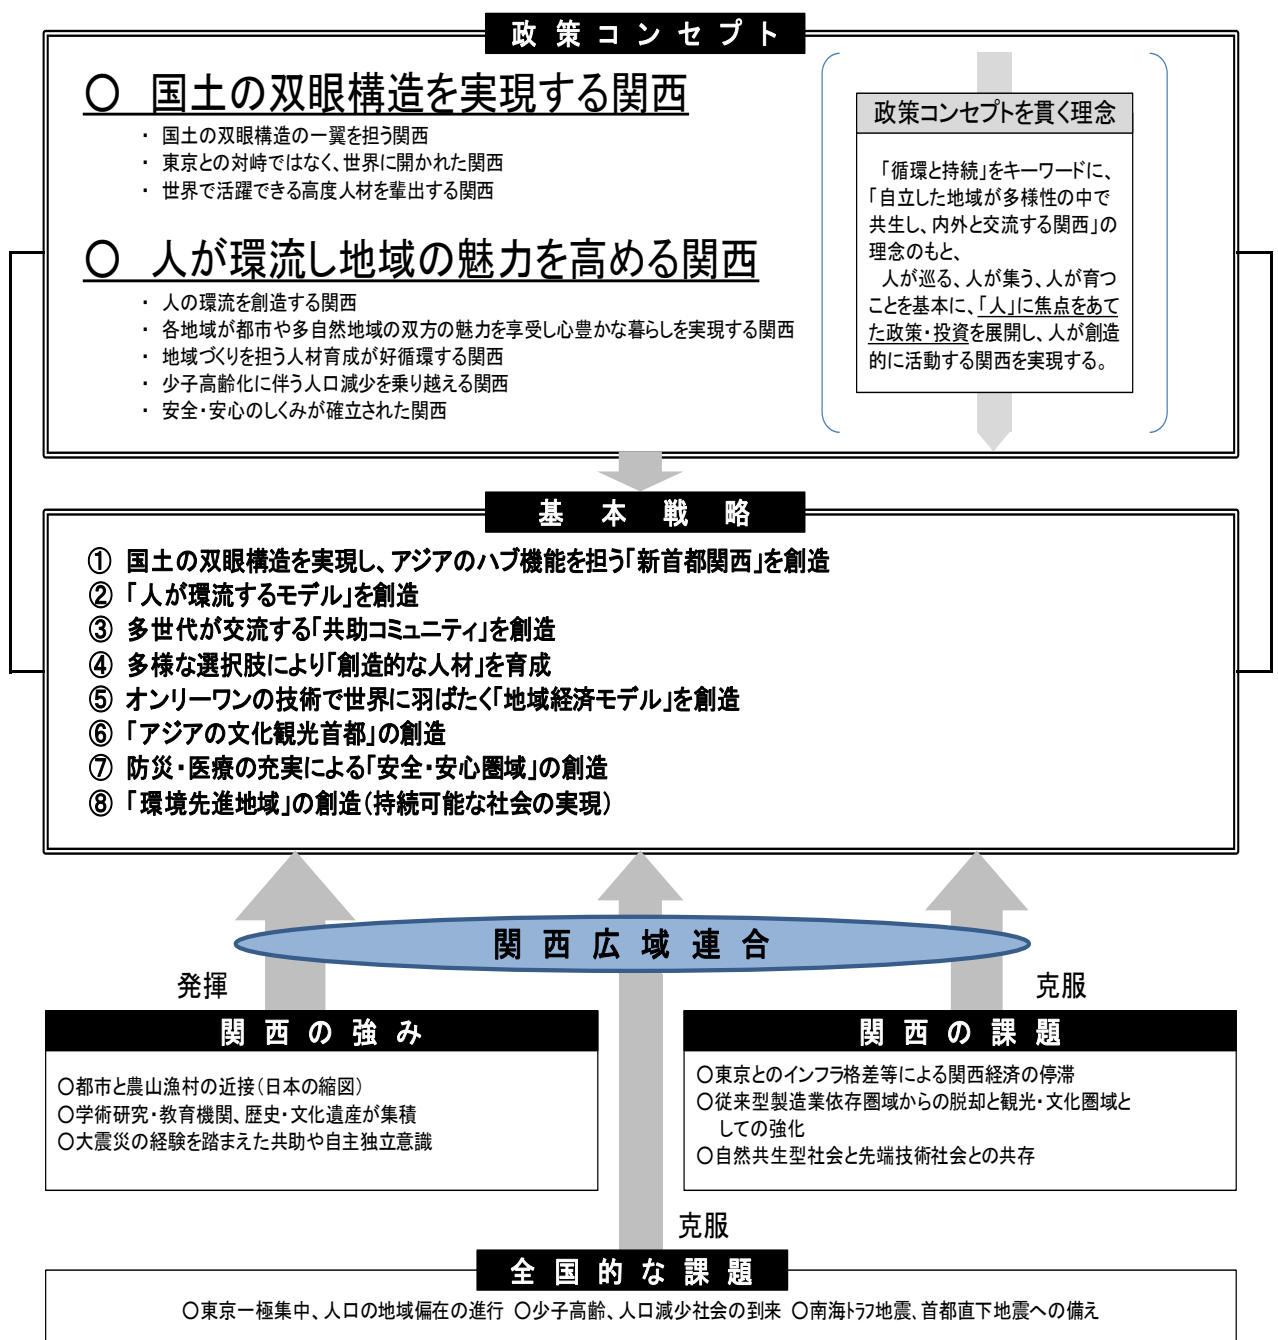 政策コンセプト
○　国土の双眼構造を実現する関西
・ 国土の双眼構造の一翼を担う関西
・ 東京との対峙ではなく、世界に開かれた関西
・ 世界で活躍できる高度人材を輩出する関西
○　人が環流し地域の魅力を高める関西
・ 人の環流を創造する関西
・ 各地域が都市や多自然地域の双方の魅力を享受し心豊かな暮らしを実現する関西
・ 地域づくりを担う人材育成が好循環する関西
・ 少子高齢化に伴う人口減少を乗り越える関西
・ 安全・安心のしくみが確立された関西
政策コンセプトを貫く理念
「循環と持続」をキーワードに、
「自立した地域が多様性の中で
共生し、内外と交流する関西」の
理念のもと、
人が巡る、人が集う、人が育つ
ことを基本に、「人」に焦点をあて
た政策・投資を展開し、人が創造
的に活動する関西を実現する。
基本戦略
① 国土の双眼構造を実現し、アジアのハブ機能を担う「新首都関西」を創造
② 「人が環流するモデル」を創造
③ 多世代が交流する「共助コミュニティ」を創造
④ 多様な選択肢により「創造的な人材」を育成
⑤ オンリーワンの技術で世界に羽ばたく「地域経済モデル」を創造
⑥ 「アジアの文化観光首都」の創造
⑦ 防災・医療の充実による「安全・安心圏域」の創造
⑧ 「環境先進地域」の創造（持続可能な社会の実現）
関西広域連合
発揮
克服
関西の強み
○都市と農山漁村の近接（日本の縮図）
○学術研究・教育機関、歴史・文化遺産が集積
○大震災の経験を踏まえた共助や自主独立意識
関西の課題
○東京とのインフラ格差等による関西経済の停滞
○従来型製造業依存圏域からの脱却と観光・文化圏域と
しての強化
○自然共生型社会と先端技術社会との共存
克服
全国的な課題
○東京一極集中、人口の地域偏在の進行 ○少子高齢、人口減少社会の到来 ○南海ﾄﾗﾌ地震、首都直下地震への備え